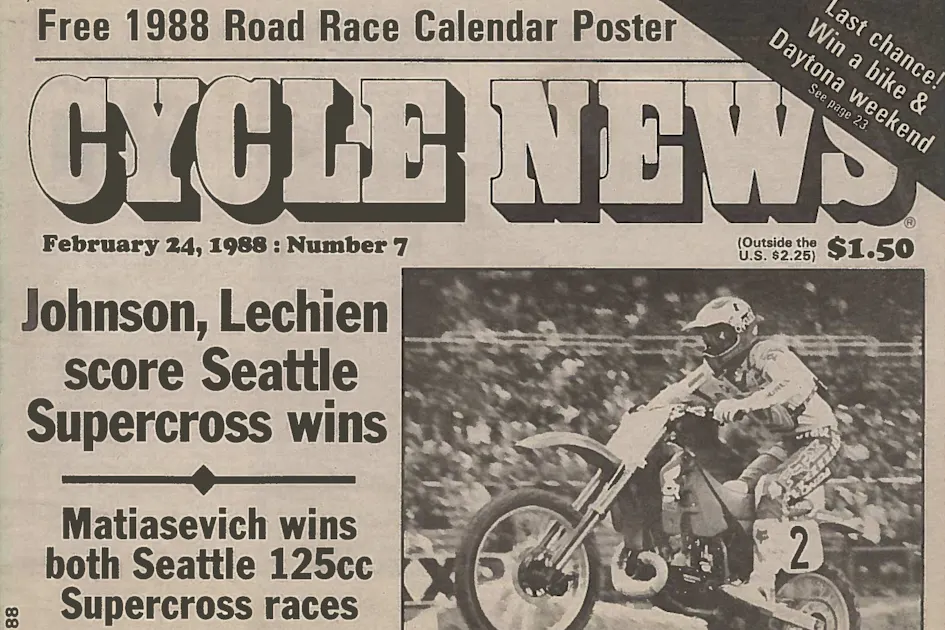 Free 1988 Road Race Calendar Poster
Last chance!
Win a bike &
Daytona weekend
See page 23
CYCLE NEWS®
February 24, 1988 : Number 7
(Outside the
U.S. $2.25)
$1.50
Johnson, Lechien
score Seattle
Supercross wins
Matiasevich wins
both Seattle 125cc
Supercross races
2
88